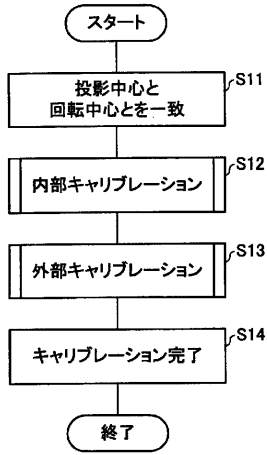 スタート
S11
投影中心と
回転中心とを一致
S12
内部キャリブレーション
S13
外部キャリブレーション
S14
キャリブレーション完了
終了